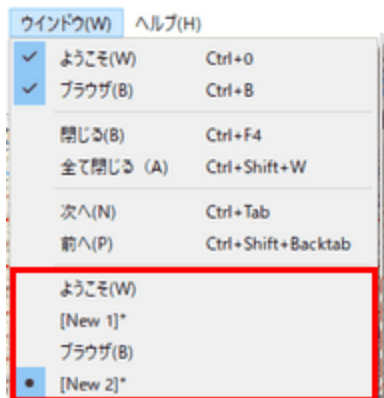 ウインドウ(W) ヘルプ(H)
ようこそ(W) Ctrl+0
ブラウザ(B) Ctrl+B
閉じる(B) Ctrl+F4
全て閉じる (A) Ctrl+Shift+W
次へ(N) Ctrl+Tab
前へ(P) Ctrl+Shift+Backtab
ようこそ(W)
[New 1]*
ブラウザ(B)
[New 2]*